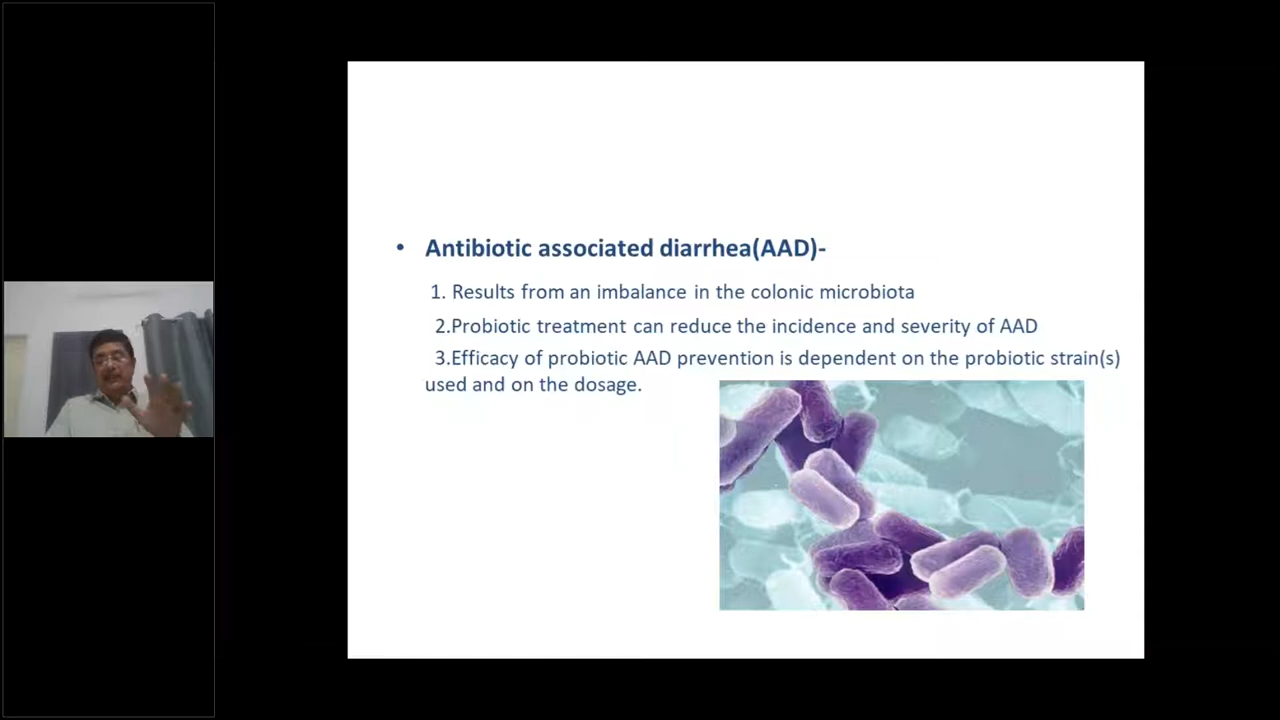 • Antibiotic associated diarrhea(AAD)-
1. Results from an imbalance in the colonic microbiota
2.Probiotic treatment can reduce the incidence and severity of AAD
3.Efficacy of probiotic AAD prevention is dependent on the probiotic strain(s)
used and on the dosage.